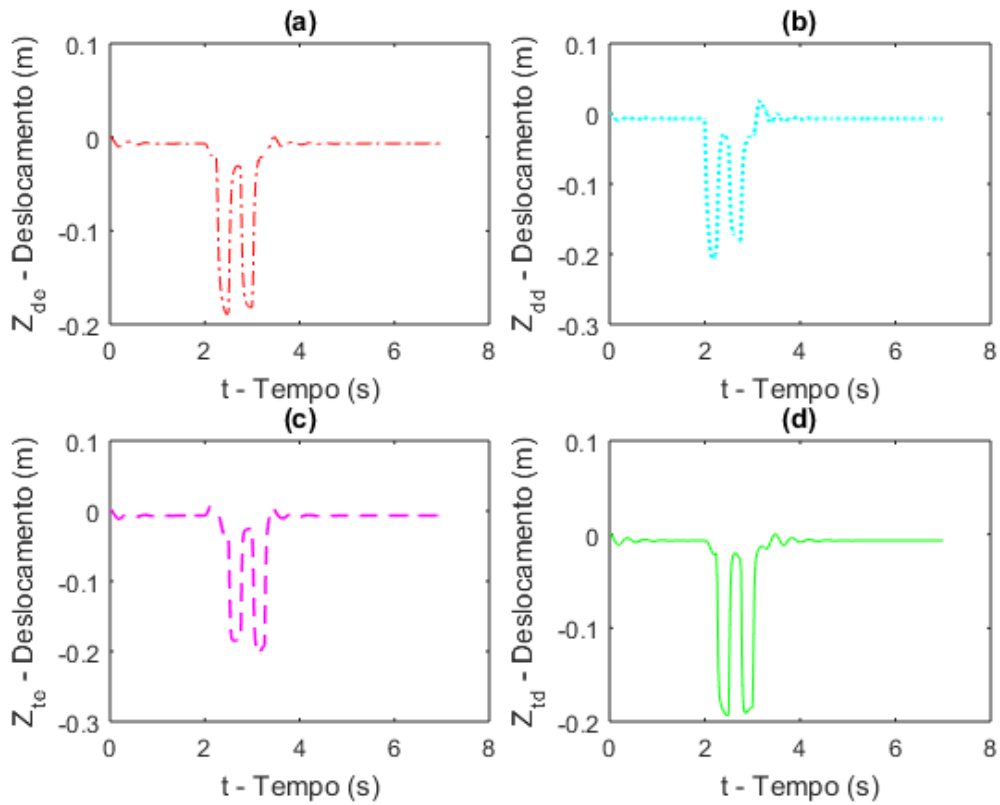 (a)
Z_de - Deslocamento (m)
0.1
0
-0.1
-0.2
0 2 4 6 8
t - Tempo (s)
(b)
Z_dd - Deslocamento (m)
0.1
0
-0.1
-0.2
-0.3
0 2 4 6 8
t - Tempo (s)
(c)
Z_te - Deslocamento (m)
0.1
0
-0.1
-0.2
-0.3
0 2 4 6 8
t - Tempo (s)
(d)
Z_td - Deslocamento (m)
0.1
0
-0.1
-0.2
0 2 4 6 8
t - Tempo (s)